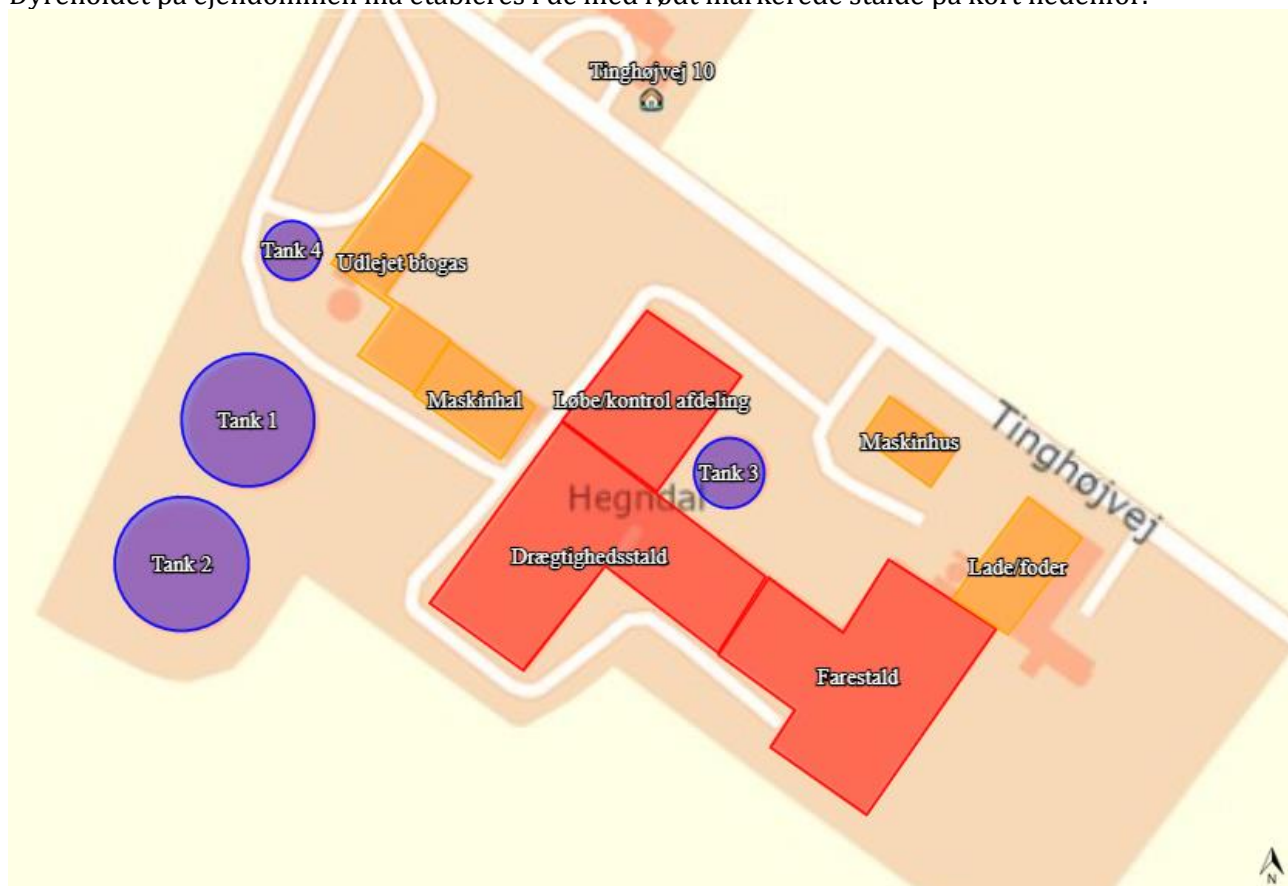 Dyreholdet på ejendommen må etableres i de med rødt markerede stalde på kort nedenfor:
Tinghøjvej 10
Tank 4
Udlejet biogas
Maskinhal
Løbe/kontrol afdeling
Tank 1
Maskinhus
Tinghøjvej
Tank 3
Hegndal
Drægtighedsstald
Tank 2
Lade/foder
Farestald
N